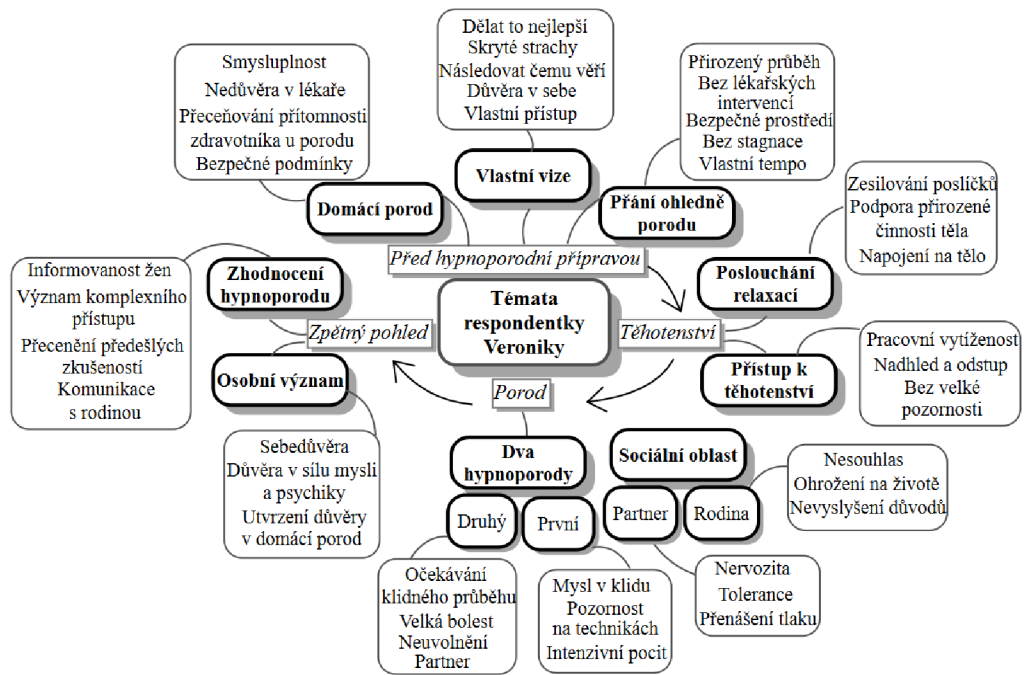 Dělat to nejlepší
Skryté strachy
Následovat čemu věří
Důvěra v sebe
Vlastní přístup
Smysluplnost
Nedůvěra v lékaře
Přeceňování přítomnosti
zdravotníka u porodu
Bezpečné podmínky
Přirozený průběh
Bez lékařských
intervencí
Bezpečné prostředí
Bez stagnace
Vlastní tempo
Domácí porod
Vlastní vize
Přání ohledně
porodu
Zesilování poslíčků
Podpora přirozené
činnosti těla
Napojení na tělo
Před hypnoporodní přípravou
Informovanost žen
Význam komplexního
přístupu
Přecenění předešlých
zkušeností
Komunikace
s rodinou
Zhodnocení
hypnoporodu
Zpětný pohled
Osobní význam
Témata
respondentky
Veroniky
Těhotenství
Poslouchání
relaxací
Přístup k
těhotenství
Pracovní vytíženost
Nadhled a odstup
Bez velké
pozornosti
Porod
Sebedůvěra
Důvěra v sílu mysli
a psychiky
Utvrzení důvěry
v domácí porod
Dva
hypnoporody
Druhý
První
Sociální oblast
Partner
Rodina
Nesouhlas
Ohrožení na životě
Nevyslyšení důvodů
Očekávání
klidného průběhu
Velká bolest
Neuvolnění
Partner
Mysl v klidu
Pozornost
na technikách
Intenzivní pocit
Nervozita
Tolerance
Přenášení tlaku